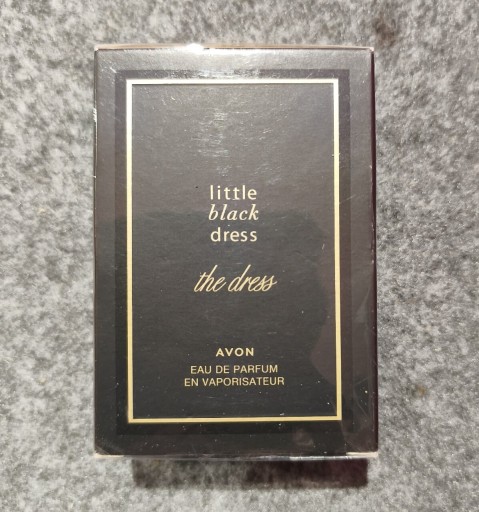 little
black
dress
the dress
AVON
EAU DE PARFUM
EN VAPORISATEUR